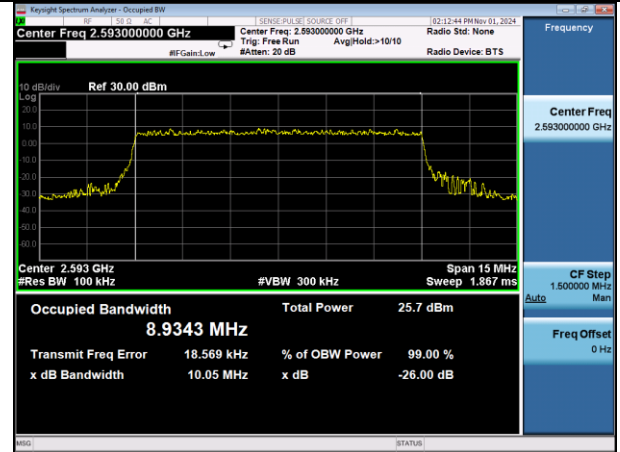 Keysight Spectrum Analyzer - Occupied BW
RF 50 Ω AC SENSE:PULSE SOURCE OFF 02:12:44 PM Nov 01, 2024
Center Freq 2.593000000 GHz Center Freq: 2.593000000 GHz Radio Std: None
Trig: Free Run Avg|Hold:>10/10
#IFGain:Low #Atten: 20 dB Radio Device: BTS
Frequency
10 dB/div Ref 30.00 dBm
Log
20.0
10.0
0.00
-10.0
-20.0
-30.0
-40.0
-50.0
-60.0
Center Freq
2.593000000 GHz
Center 2.593 GHz Span 15 MHz
#Res BW 100 kHz #VBW 300 kHz Sweep 1.867 ms
CF Step
1.500000 MHz
Auto Man
Occupied Bandwidth Total Power 25.7 dBm
8.9343 MHz
Transmit Freq Error 18.569 kHz % of OBW Power 99.00 %
x dB Bandwidth 10.05 MHz x dB -26.00 dB
Freq Offset
0 Hz
MSG STATUS